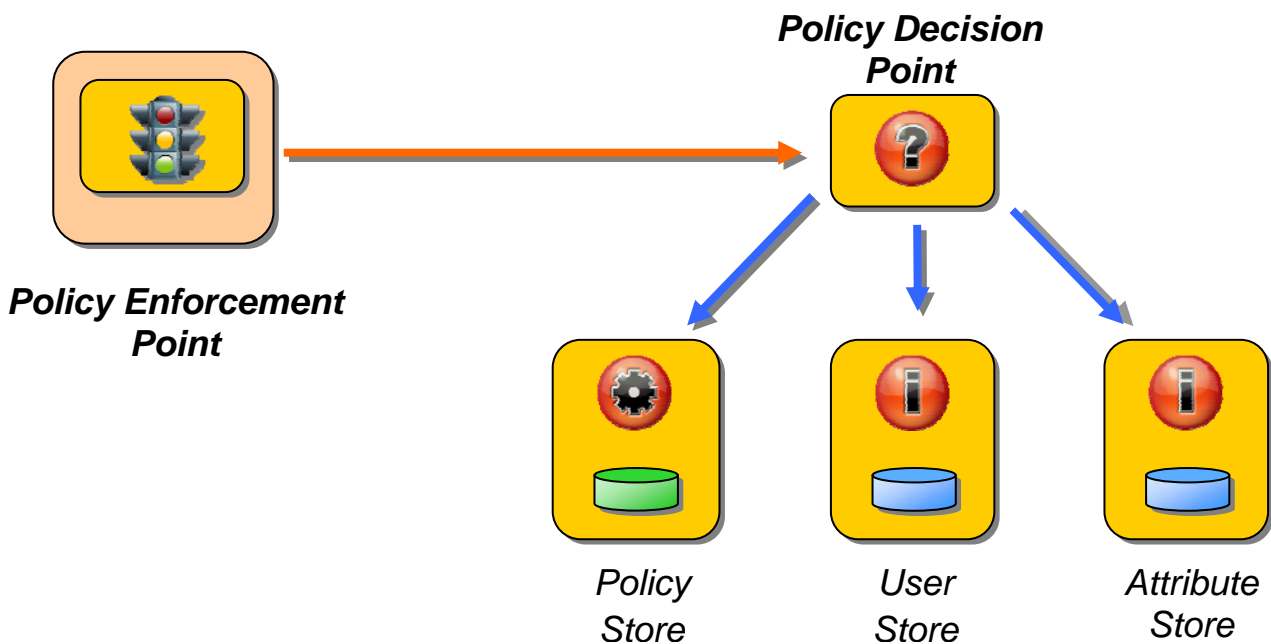 Policy Decision
Point
Policy Enforcement
Point
Policy
Store
User
Store
Attribute
Store